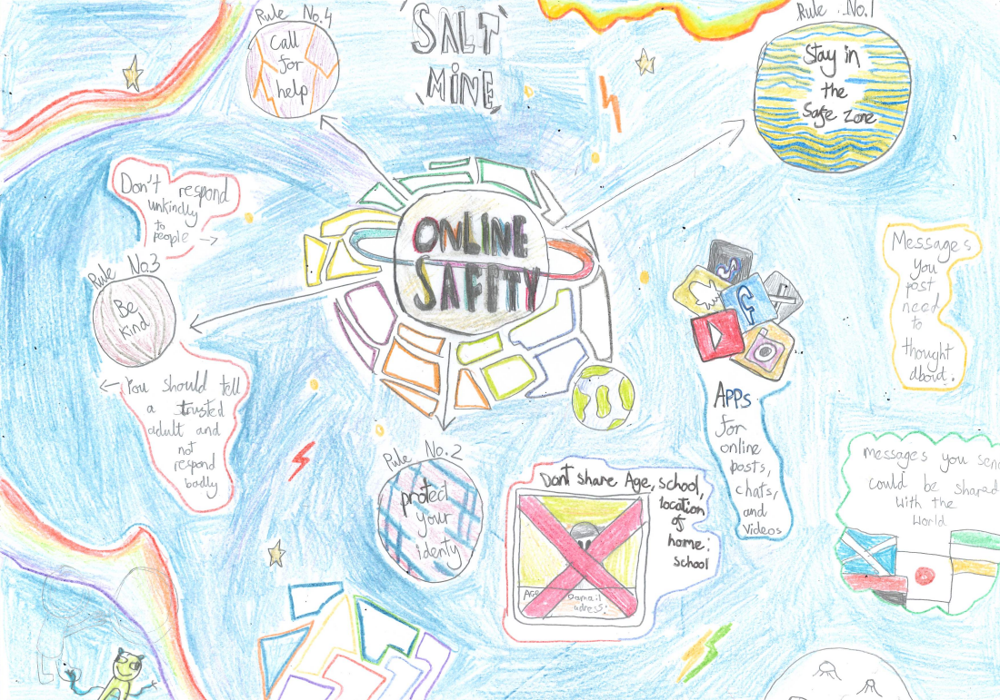 Rule No.4
Call
for
help
"SALT
MINE"
Rule No.1
Stay in
the
Safe zone
Don't respond
unkindly
to
people →
ONLINE
SAFTY
Rule No.3
Be
kind
← You should tell
a trusted
adult and
not
respond
badly
Messages
you
post
need
to
thought
about.
APPs
for
online
posts,
chats,
and
videos
Rule No.2
protect
your
identy
Dont share Age, school,
location
of
home:
school
Age
adress:
Messages you send
could be shared
with the
World